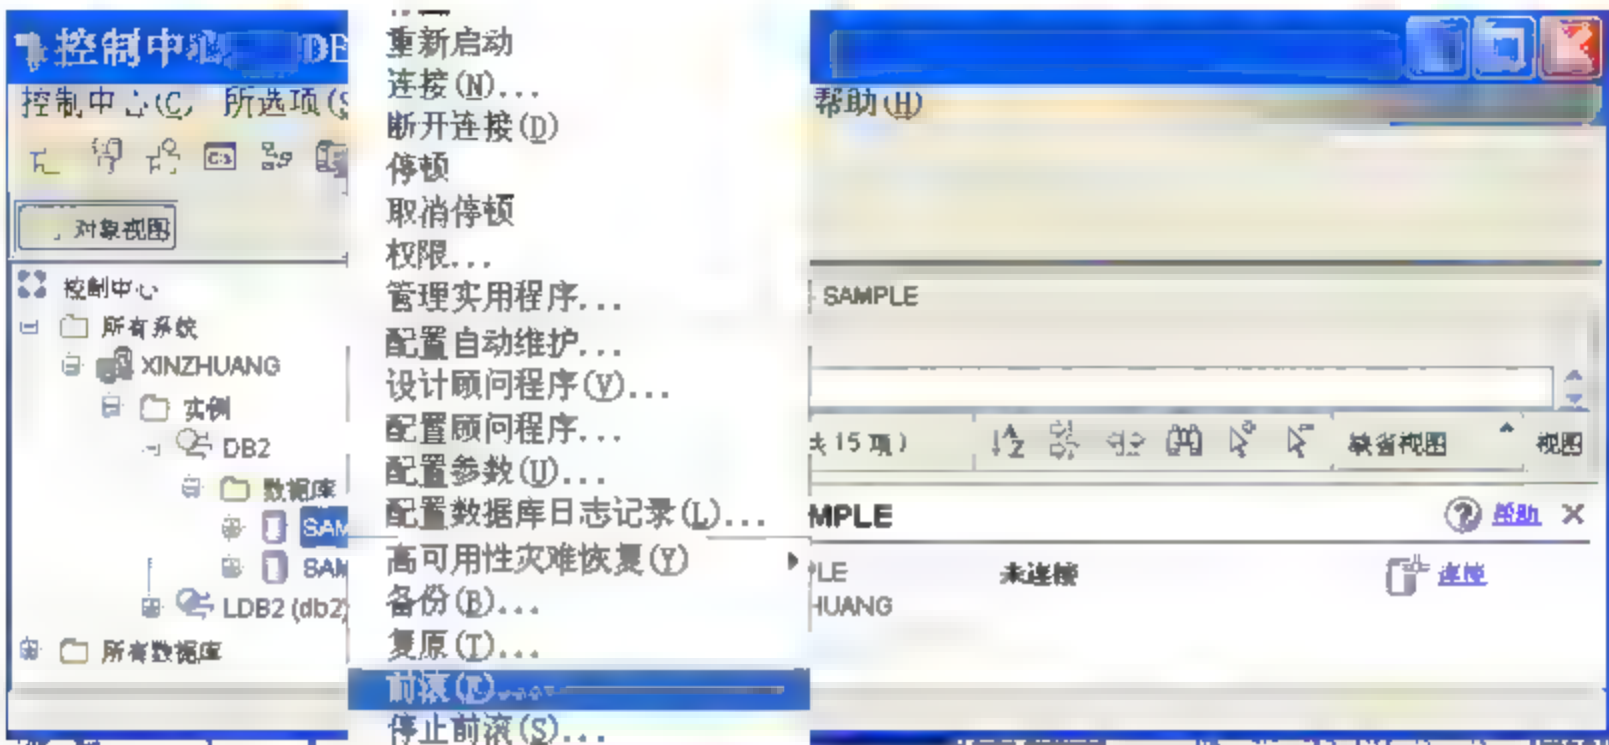 控制中心
控制中心(C) 所选项(S
对象视图
控制中心
所有系统
XINZHUANG
实例
DB2
数据库
SAM
SAM
LDB2 (db2)
所有数据库
重新启动
连接(N)...
断开连接(D)
停顿
取消停顿
权限...
管理实用程序...
配置自动维护...
设计顾问程序(V)...
配置顾问程序...
配置参数(U)...
配置数据库日志记录(L)...
高可用性灾难恢复(Y)
备份(B)...
复原(T)...
前滚(F)...
停止前滚(S)...
帮助(H)
SAMPLE
共 15 项)
缺省视图 视图
MPLE 帮助
PLE 未连接 连接
HUANG